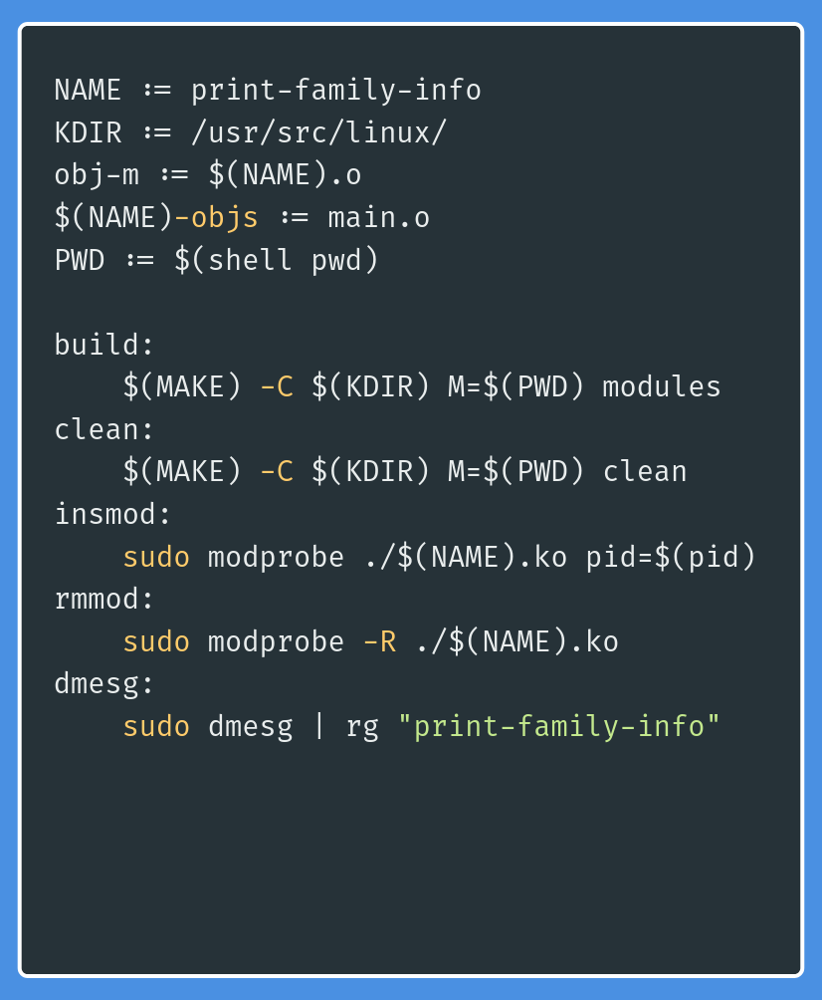 NAME := print-family-info
KDIR := /usr/src/linux/
obj-m := $(NAME).o
$(NAME)-objs := main.o
PWD := $(shell pwd)

build:
    $(MAKE) -C $(KDIR) M=$(PWD) modules
clean:
    $(MAKE) -C $(KDIR) M=$(PWD) clean
insmod:
    sudo modprobe ./$(NAME).ko pid=$(pid)
rmmod:
    sudo modprobe -R ./$(NAME).ko
dmesg:
    sudo dmesg | rg "print-family-info"